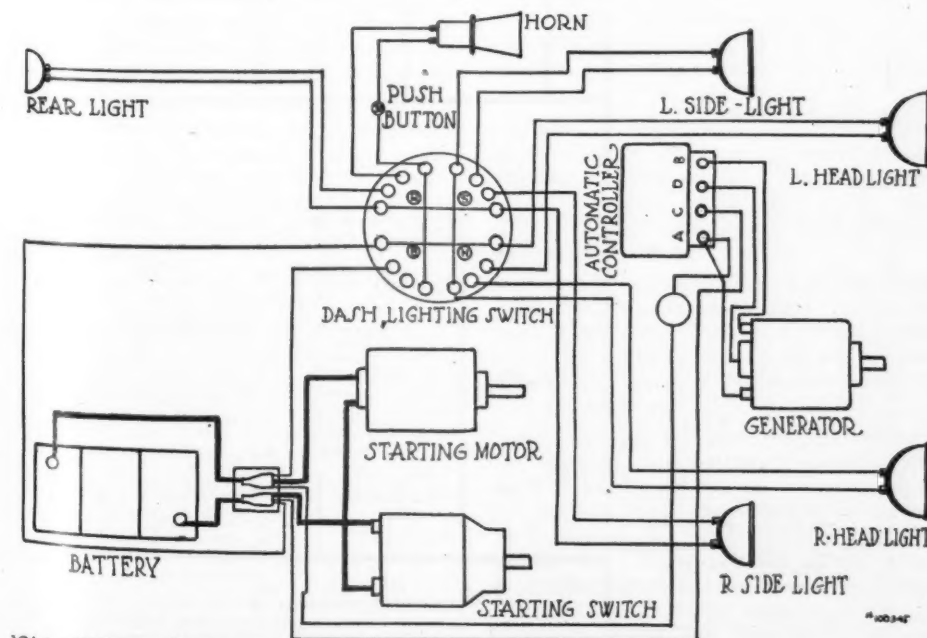 HORN
REAR LIGHT
PUSH
BUTTON
L. SIDE-LIGHT
L. HEAD LIGHT
AUTOMATIC
CONTROLLER
B
D
C
A
R
S
B
H
DASH, LIGHTING SWITCH
GENERATOR
STARTING MOTOR
BATTERY
STARTING SWITCH
R SIDE LIGHT
R-HEAD LIGHT
#100345